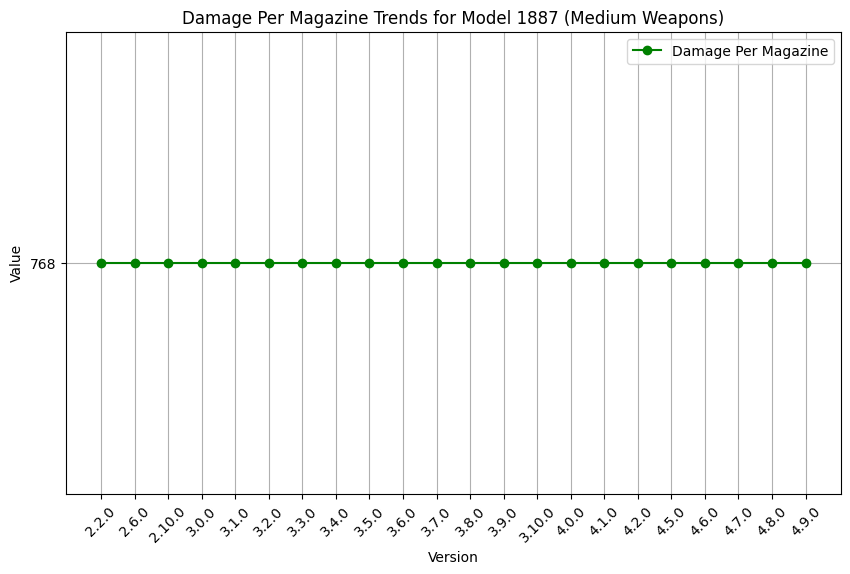 Damage Per Magazine Trends for Model 1887 (Medium Weapons)
Damage Per Magazine
Value
768
2.2.0 2.6.0 2.10.0 3.0.0 3.1.0 3.2.0 3.3.0 3.4.0 3.5.0 3.6.0 3.7.0 3.8.0 3.9.0 3.10.0 4.0.0 4.1.0 4.2.0 4.5.0 4.6.0 4.7.0 4.8.0 4.9.0
Version